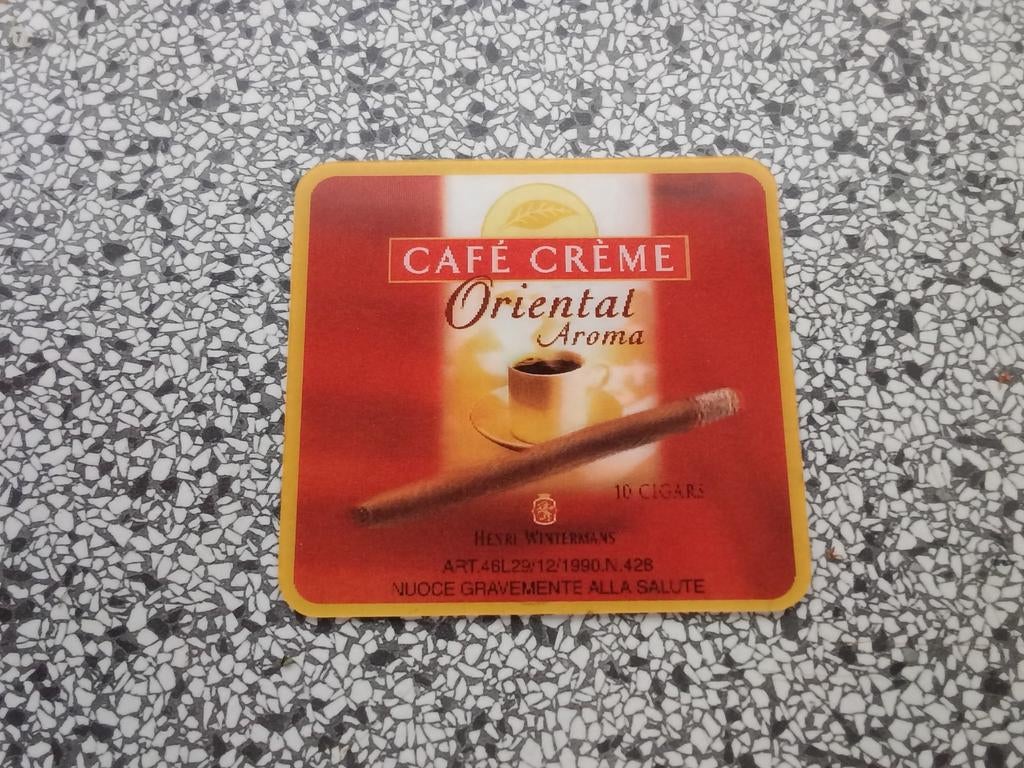 CAFÉ CRÈME
Oriental
Aroma
10 CIGARS
HENRI WINTERMANS
ART.46L29/12/1990.N.428
NUOCE GRAVEMENTE ALLA SALUTE